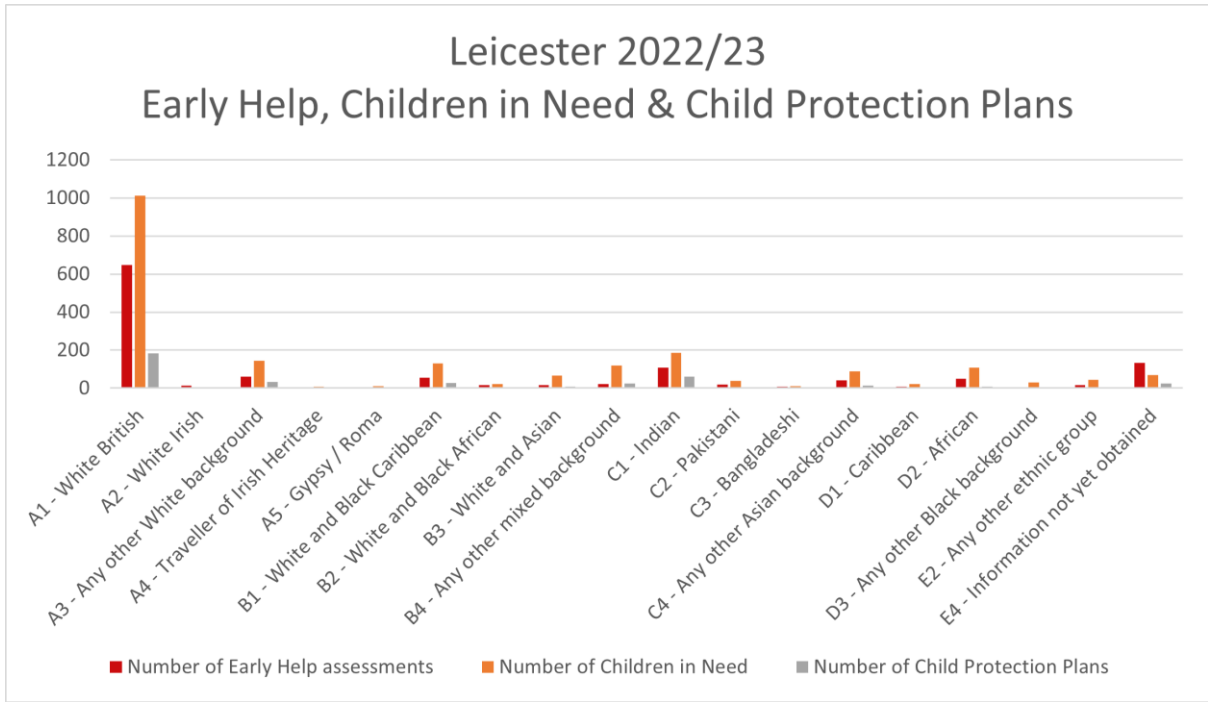 Leicester 2022/23
Early Help, Children in Need & Child Protection Plans
1200
1000
800
600
400
200
0
A1 - White British
A2 - White Irish
A3 - Any other White background
A4 - Traveller of Irish Heritage
A5 - Gypsy / Roma
B1 - White and Black Caribbean
B2 - White and Black African
B3 - White and Asian
B4 - Any other mixed background
C1 - Indian
C2 - Pakistani
C3 - Bangladeshi
C4 - Any other Asian background
D1 - Caribbean
D2 - African
D3 - Any other Black background
E2 - Any other ethnic group
E4 - Information not yet obtained
Number of Early Help assessments
Number of Children in Need
Number of Child Protection Plans